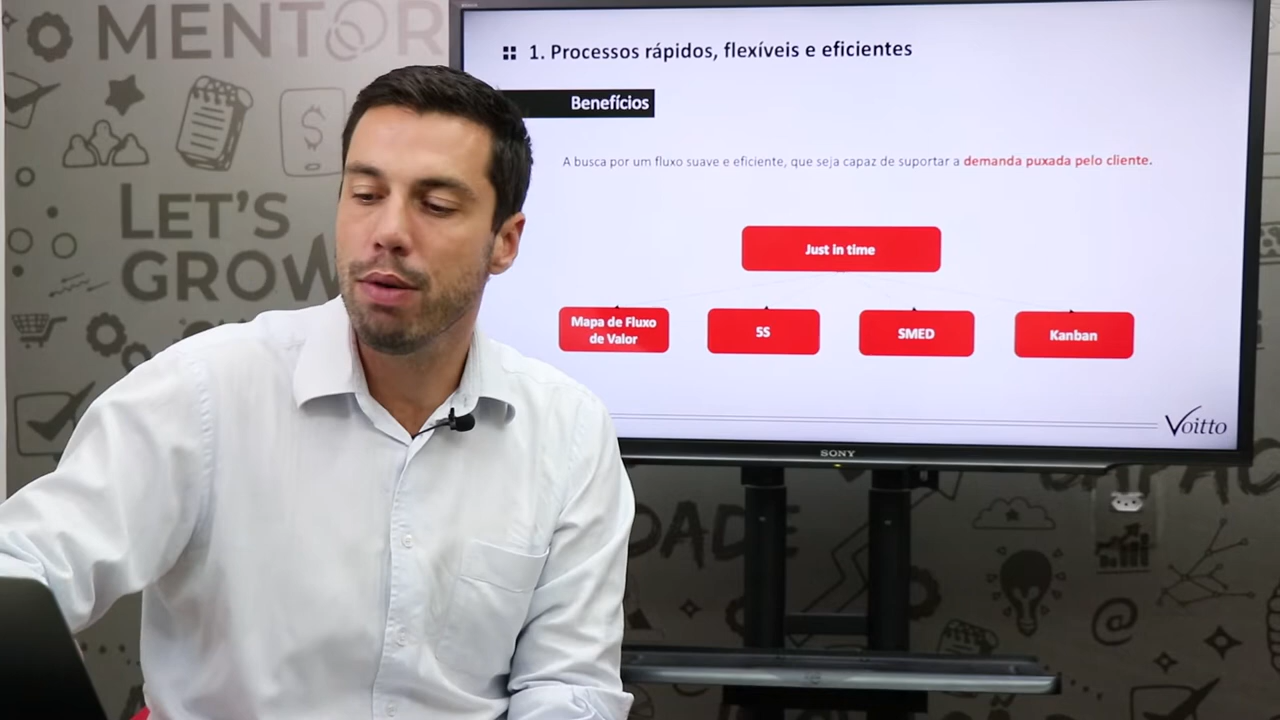 MENTOR
LET'S
GROW
1. Processos rápidos, flexíveis e eficientes
Benefícios
A busca por um fluxo suave e eficiente, que seja capaz de suportar a demanda puxada pelo cliente.
Just in time
Mapa de Fluxo
de Valor
5S
SMED
Kanban
Voitto
SONY
DADE